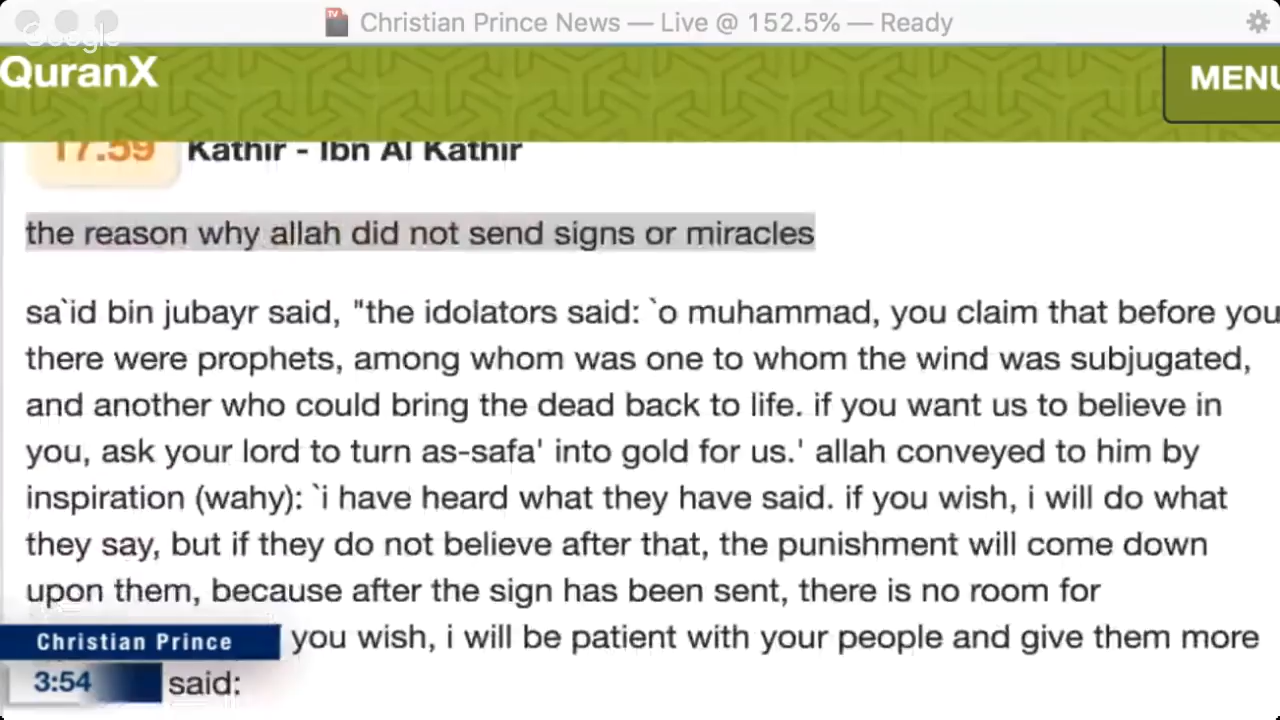 Christian Prince News — Live @ 152.5% — Ready
Google
QuranX
MENU
17.59 Kathir - Ibn Al Kathir
the reason why allah did not send signs or miracles
sa`id bin jubayr said, "the idolators said: `o muhammad, you claim that before you
there were prophets, among whom was one to whom the wind was subjugated,
and another who could bring the dead back to life. if you want us to believe in
you, ask your lord to turn as-safa' into gold for us.' allah conveyed to him by
inspiration (wahy): `i have heard what they have said. if you wish, i will do what
they say, but if they do not believe after that, the punishment will come down
upon them, because after the sign has been sent, there is no room for
Christian Prince you wish, i will be patient with your people and give them more
3:54 said: